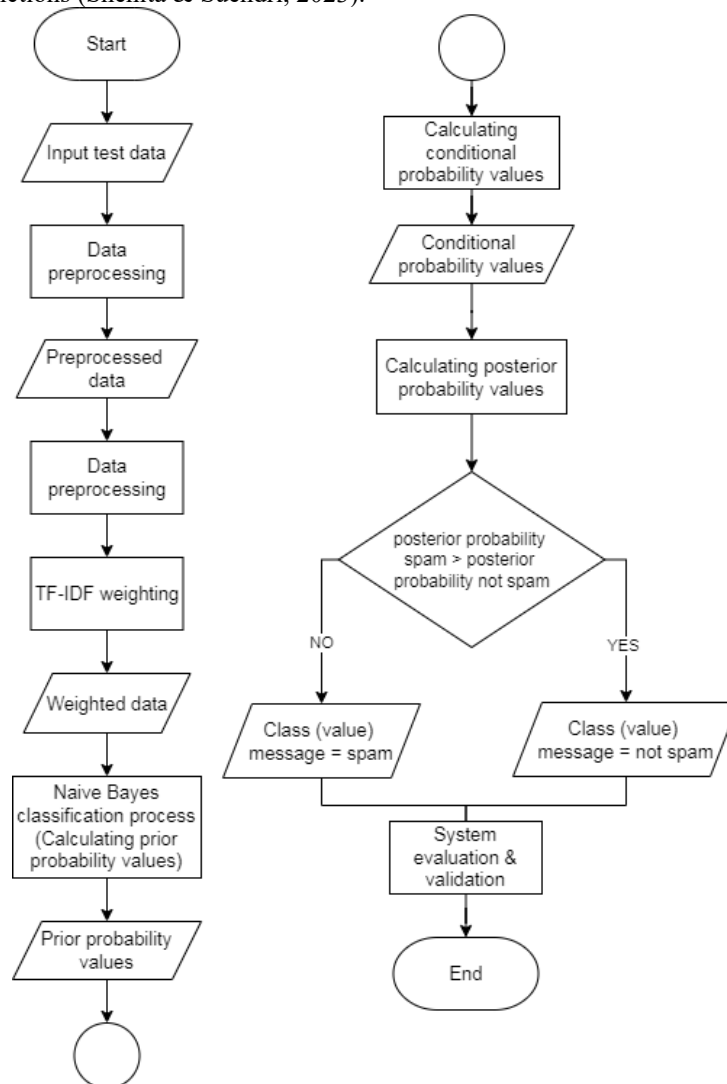 Start
Input test data
Data
preprocessing
Preprocessed
data
Data
preprocessing
TF-IDF weighting
Weighted data
Naive Bayes
classification process
(Calculating prior
probability values)
Prior probability
values
Calculating
conditional
probability values
Conditional
probability values
Calculating posterior
probability values
posterior probability
spam > posterior
probability not spam
NO
YES
Class (value)
message = spam
Class (value)
message = not spam
System
evaluation &
validation
End